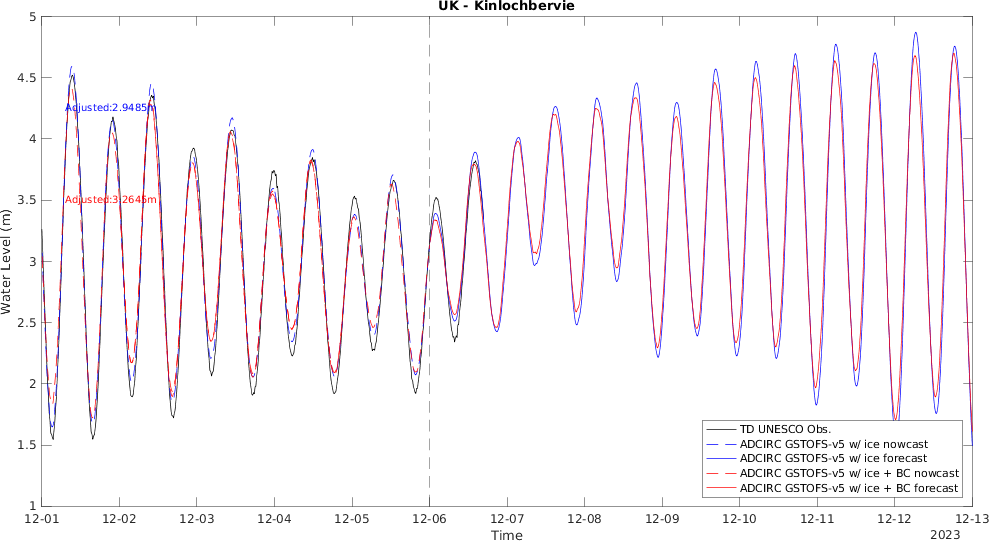 UK - Kinlochbervie
5
4.5
4
3.5
3
2.5
2
1.5
1
Water Level (m)
Adjusted:2.9485m
Adjusted:3.2645m
TD UNESCO Obs.
ADCIRC GSTOFS-v5 w/ ice nowcast
ADCIRC GSTOFS-v5 w/ ice forecast
ADCIRC GSTOFS-v5 w/ ice + BC nowcast
ADCIRC GSTOFS-v5 w/ ice + BC forecast
12-01 12-02 12-03 12-04 12-05 12-06 12-07 12-08 12-09 12-10 12-11 12-12 12-13
Time
2023